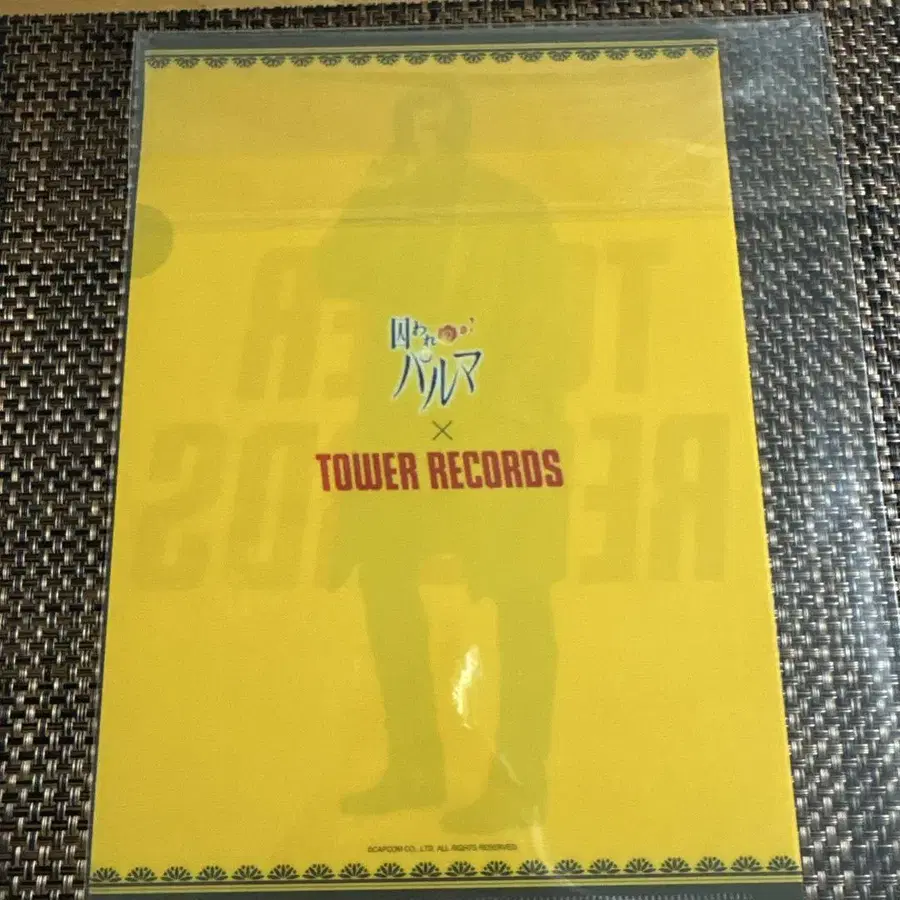 囚われの
パルマ
×
TOWER RECORDS
©CAPCOM CO., LTD. ALL RIGHTS RESERVED.